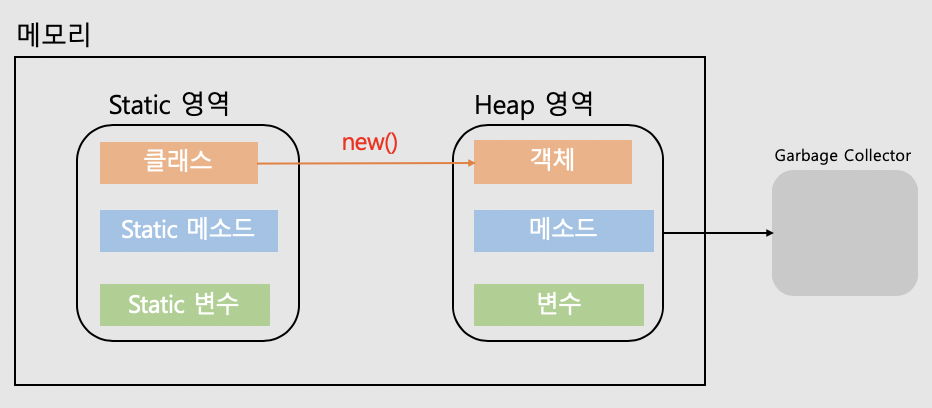 메모리
Static 영역
Heap 영역
클래스
new()
객체
Garbage Collector
Static 메소드
메소드
Static 변수
변수